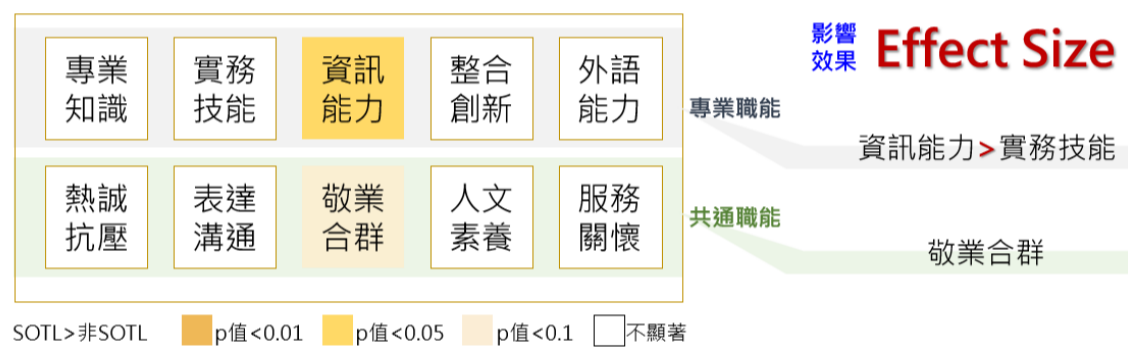 影響
效果
Effect Size
專業
知識
實務
技能
資訊
能力
整合
創新
外語
能力
專業職能
資訊能力>實務技能
熱誠
抗壓
表達
溝通
敬業
合群
人文
素養
服務
關懷
共通職能
敬業合群
SOTL>非SOTL
p值<0.01
p值<0.05
p值<0.1
不顯著